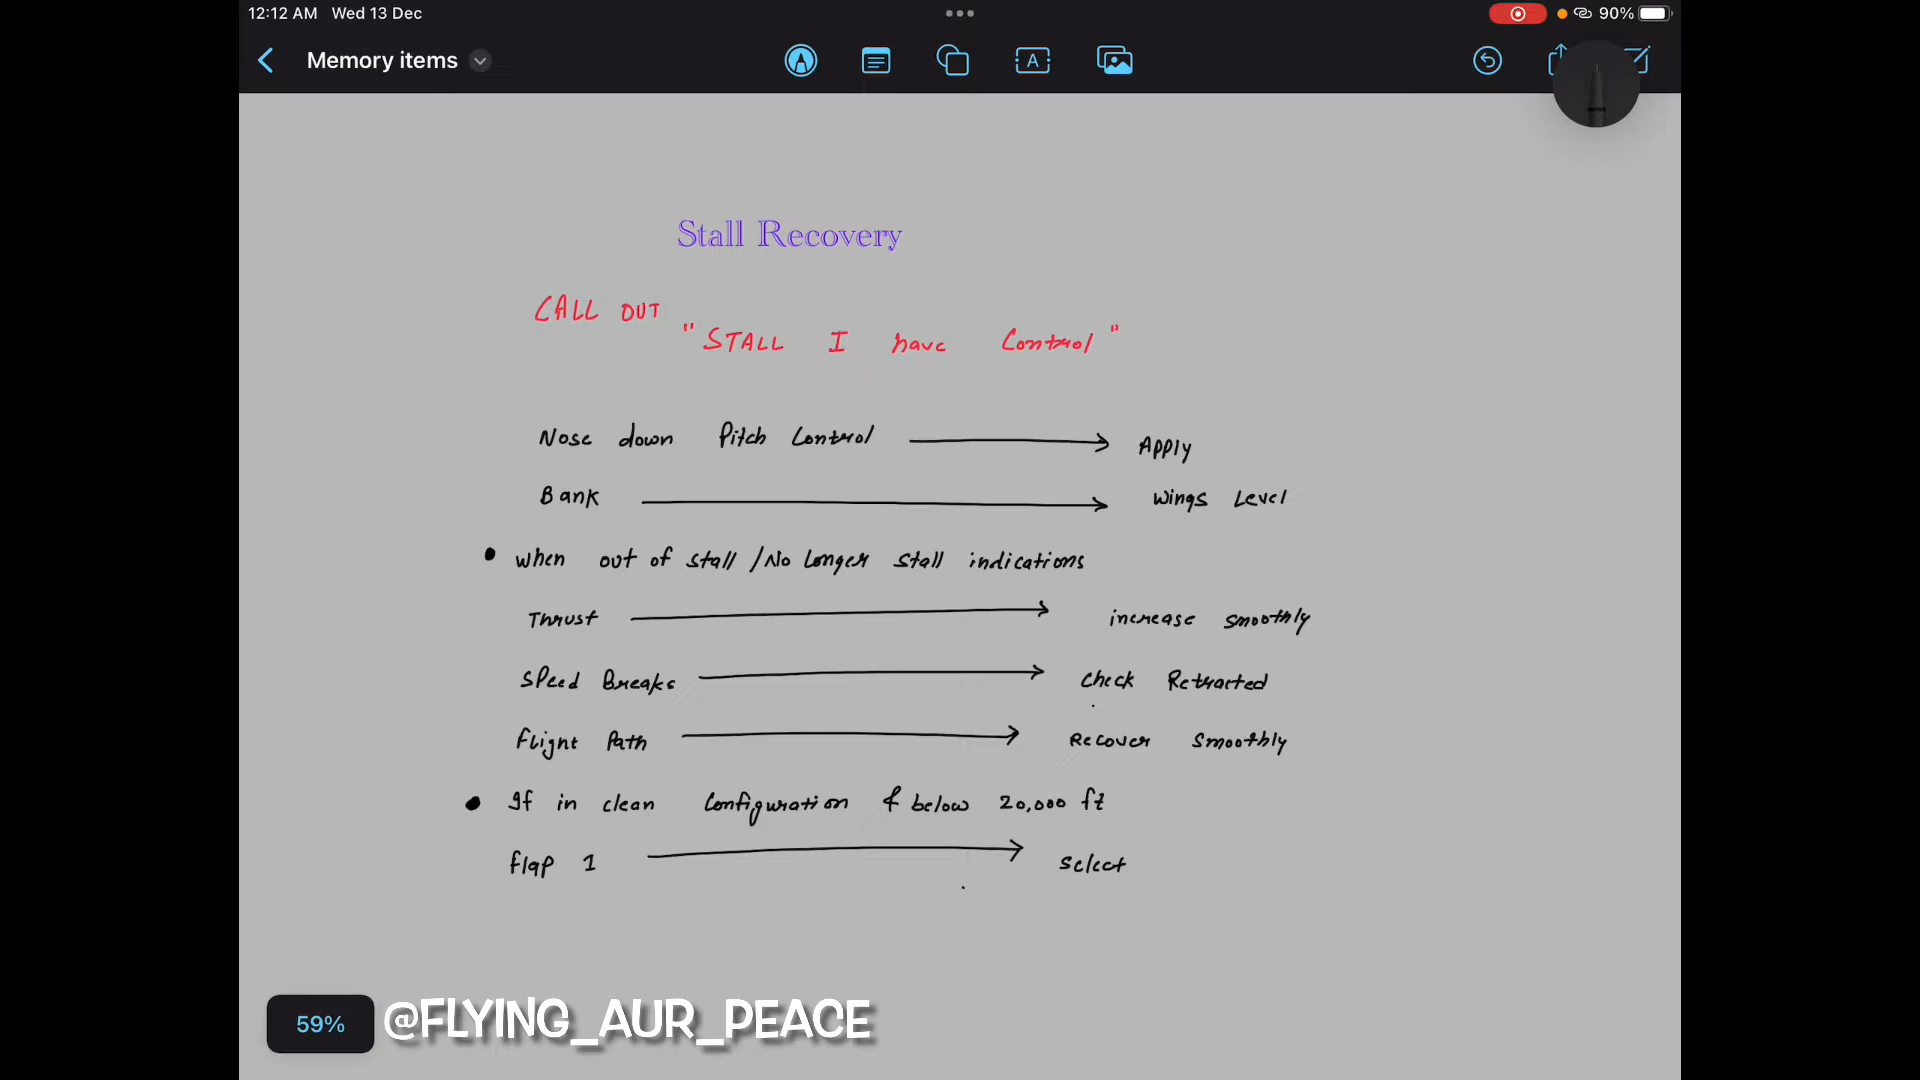 12:12 AM Wed 13 Dec
90%
Memory items
A
Stall Recovery
CALL OUT
"STALL I have Control"
Nose down Pitch Control → Apply
Bank → Wings Level
• When out of stall / No Longer stall indications
Thrust → increase smoothly
Speed Breaks → check Retracted
Flight Path → Recover smoothly
• If in clean Configuration & below 20,000 ft
flap 1 → select
59%
@FLYING_AUR_PEACE